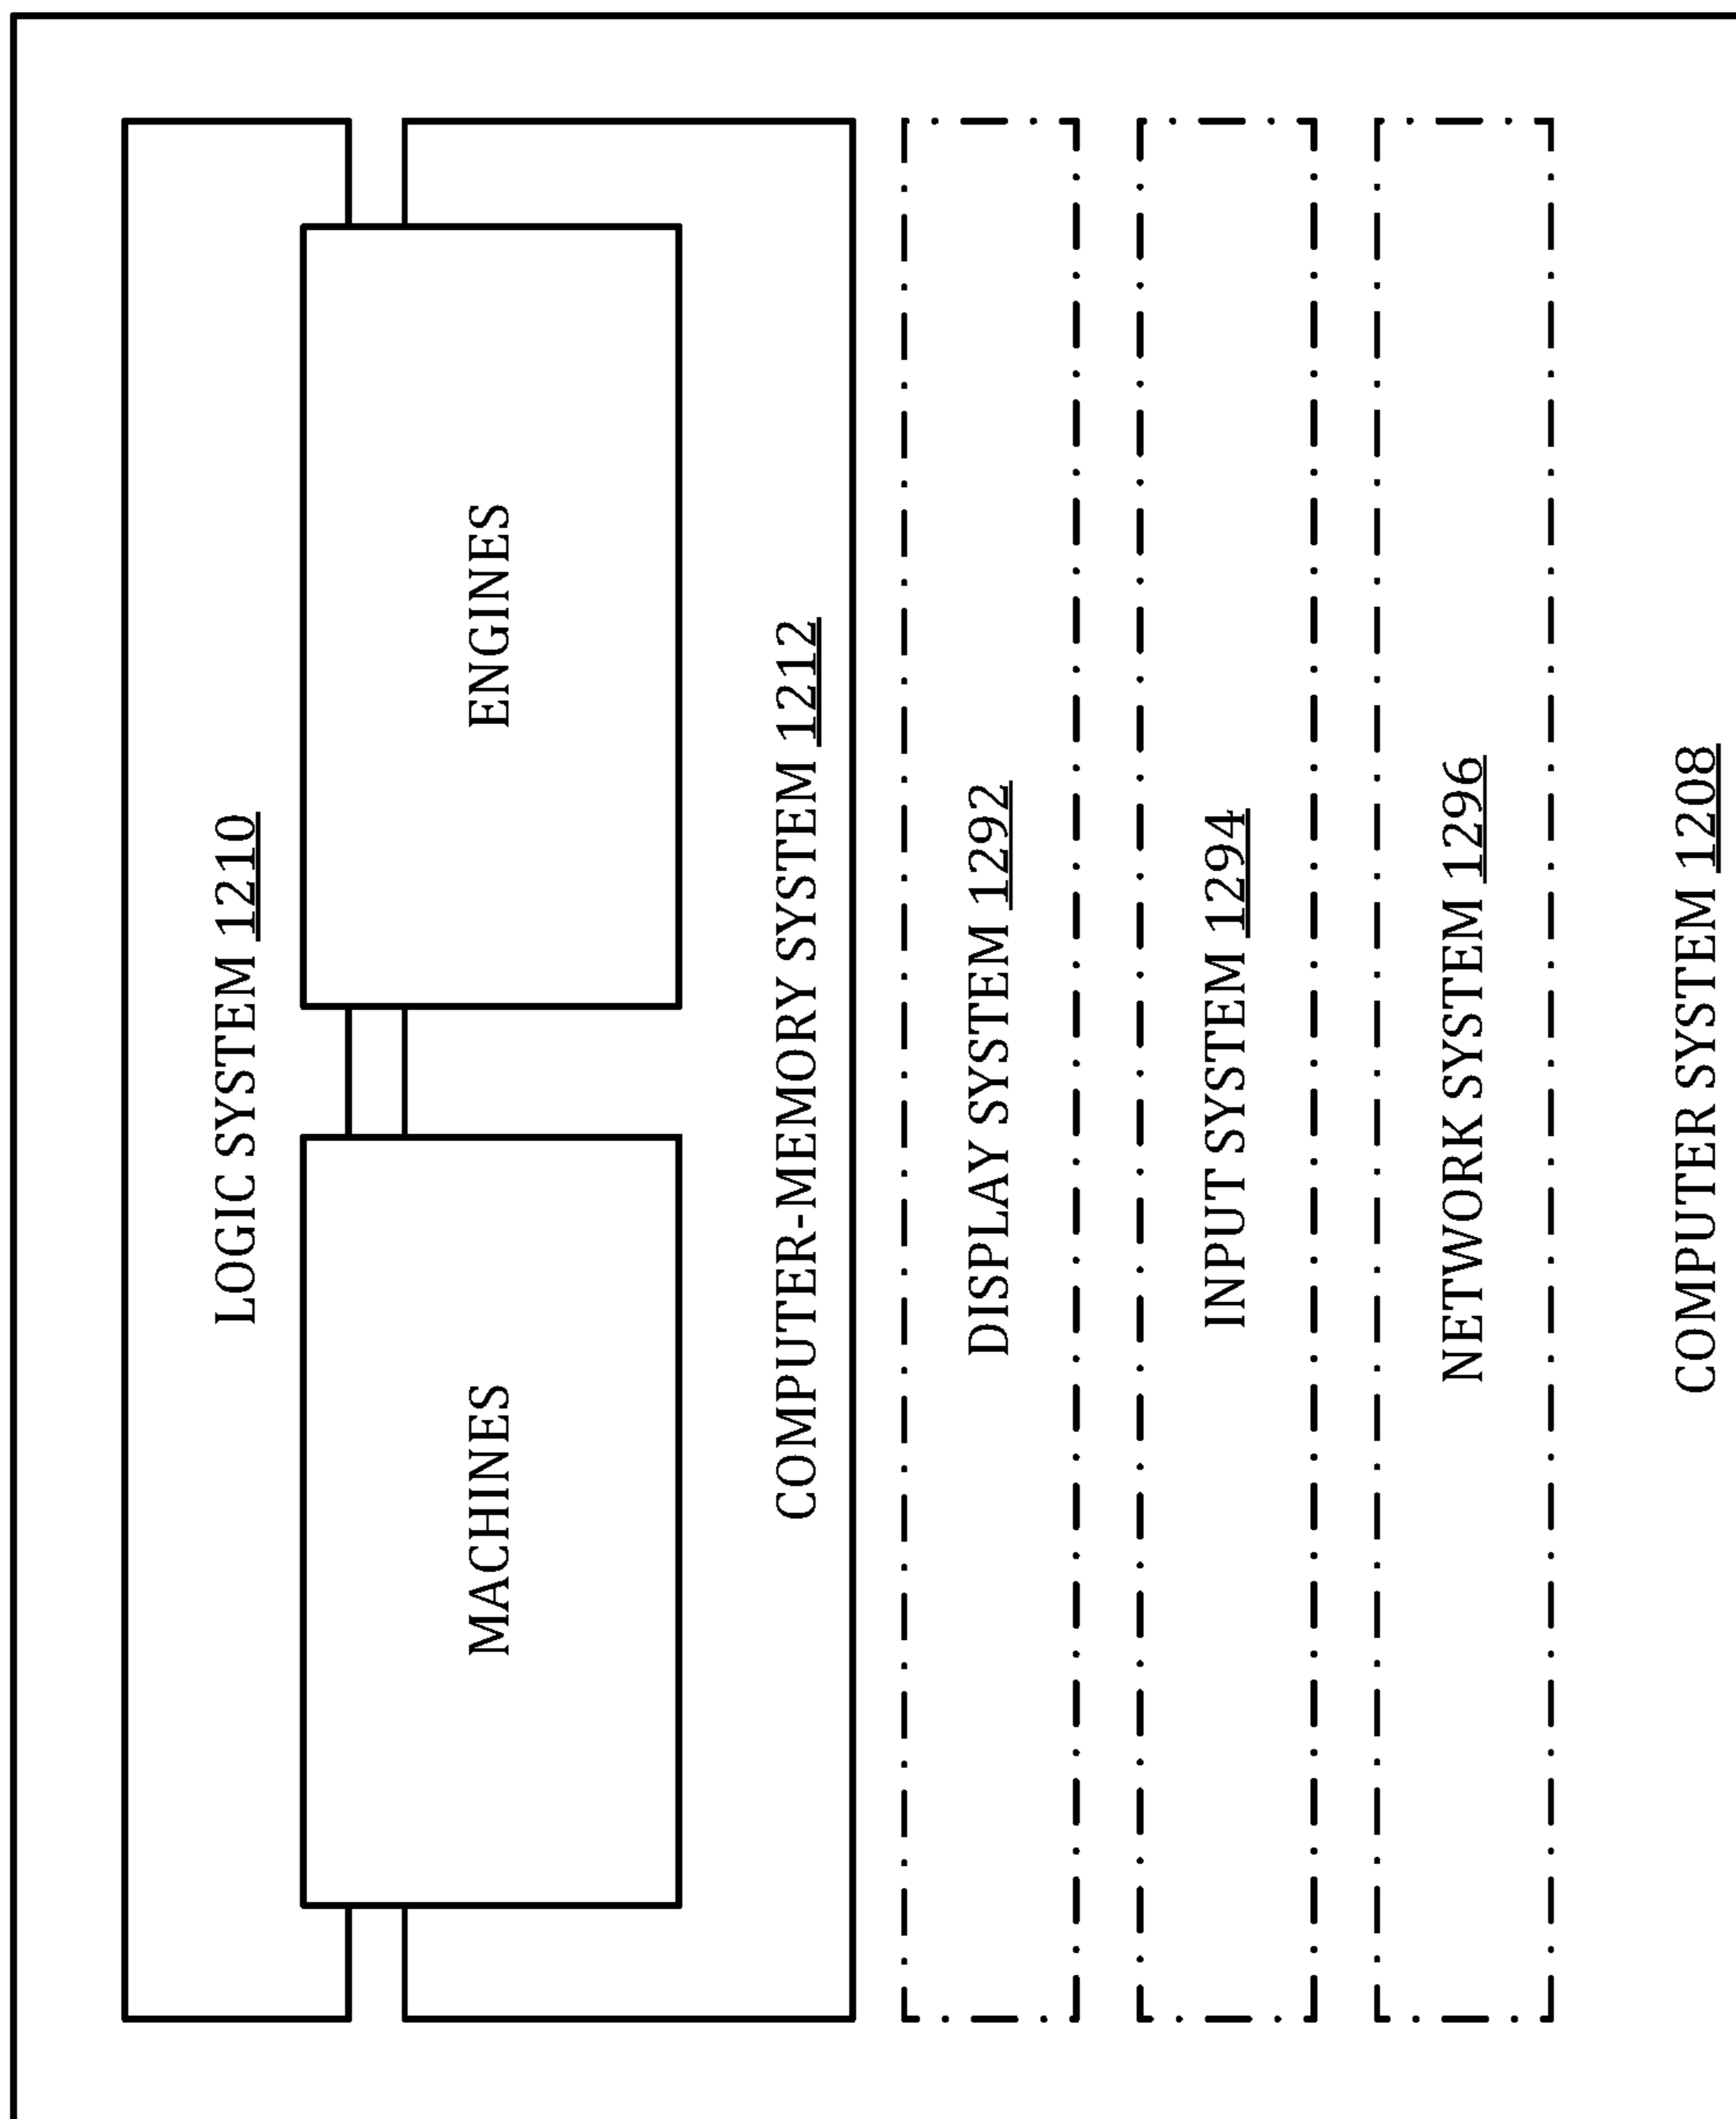 LOGIC SYSTEM 1210
MACHINES
ENGINES
COMPUTER-MEMORY SYSTEM 1212
DISPLAY SYSTEM 1292
INPUT SYSTEM 1294
NETWORK SYSTEM 1296
COMPUTER SYSTEM 1208